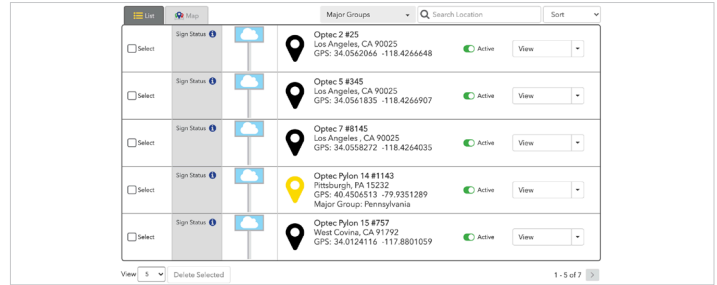 List
Map
Major Groups
Search Location
Sort
Select
Sign Status
Optec 2 #25
Los Angeles, CA 90025
GPS: 34.0562066 -118.4266648
Active
View
Select
Sign Status
Optec 5 #345
Los Angeles, CA 90025
GPS: 34.0561835 -118.4266907
Active
View
Select
Sign Status
Optec 7 #8145
Los Angeles , CA 90025
GPS: 34.0558272 -118.4264035
Active
View
Select
Sign Status
Optec Pylon 14 #1143
Pittsburgh, PA 15232
GPS: 40.4506513 -79.9351289
Major Group: Pennsylvania
Active
View
Select
Sign Status
Optec Pylon 15 #757
West Covina, CA 91792
GPS: 34.0124116 -117.8801059
Active
View
View 5 Delete Selected
1 - 5 of 7 >